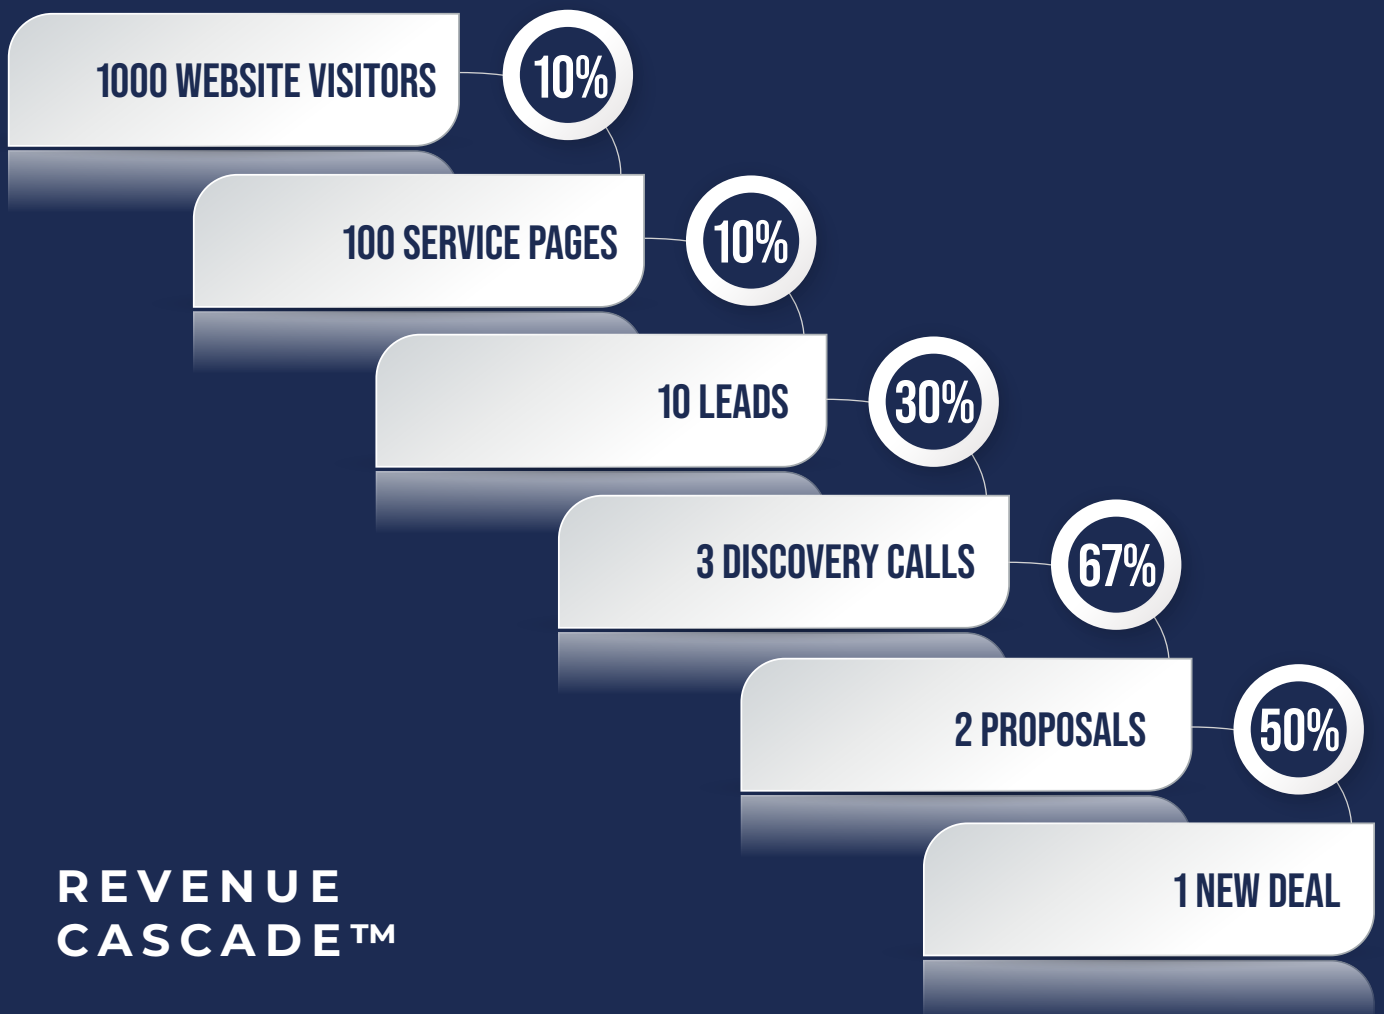 1000 WEBSITE VISITORS
10%
100 SERVICE PAGES
10%
10 LEADS
30%
3 DISCOVERY CALLS
67%
2 PROPOSALS
50%
1 NEW DEAL
REVENUE
CASCADE™